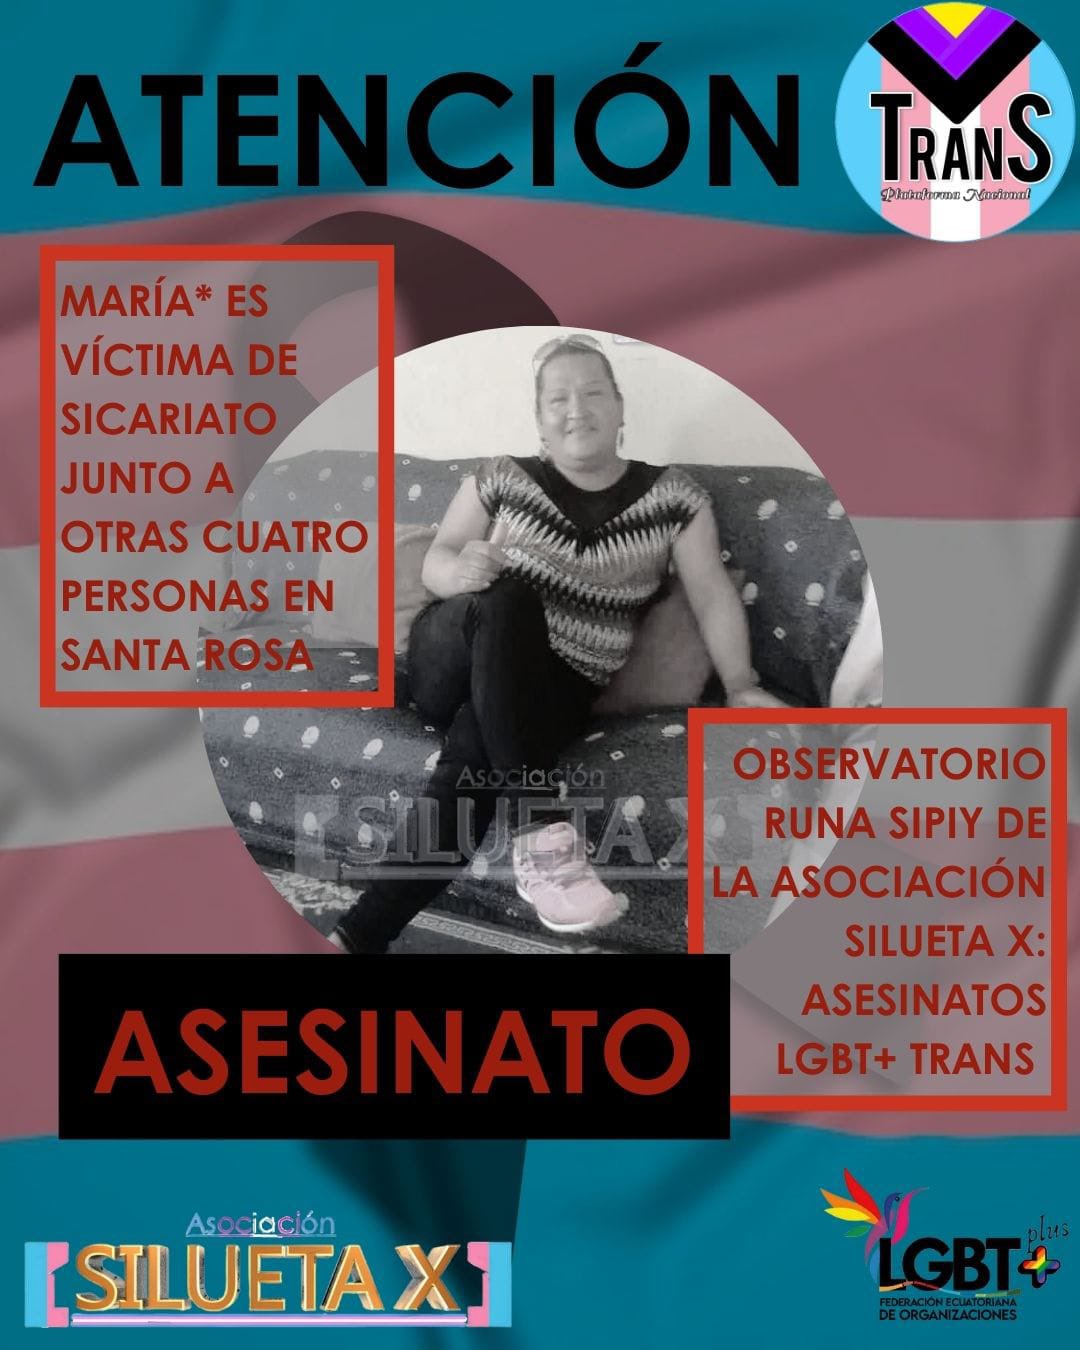 ATENCIÓN
TRANS
Plataforma Nacional
MARÍA* ES
VÍCTIMA DE
SICARIATO
JUNTO A
OTRAS CUATRO
PERSONAS EN
SANTA ROSA
Asociación
[SILUETA X]
OBSERVATORIO
RUNA SIPIY DE
LA ASOCIACIÓN
SILUETA X:
ASESINATOS
LGBT+ TRANS
ASESINATO
Asociación
[SILUETA X]
LGBT+
plus
FEDERACIÓN ECUATORIANA
DE ORGANIZACIONES